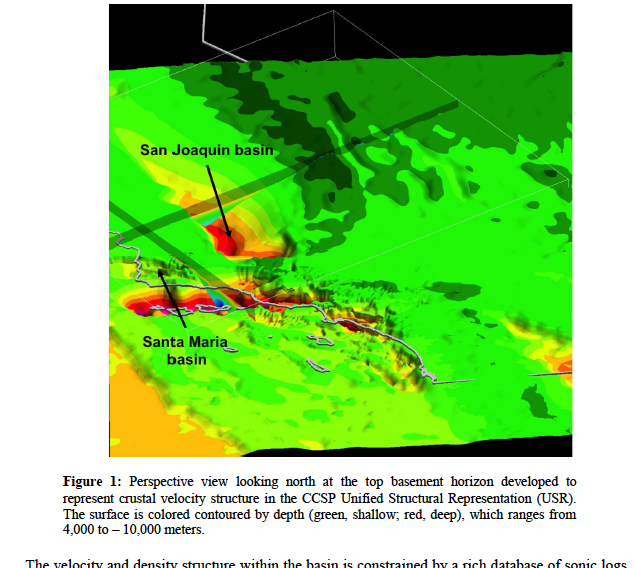 San Joaquin basin
Santa Maria
basin
Figure 1: Perspective view looking north at the top basement horizon developed to
represent crustal velocity structure in the CCSP Unified Structural Representation (USR).
The surface is colored contoured by depth (green, shallow; red, deep), which ranges from
4,000 to – 10,000 meters.
The velocity and density structure within the basin is constrained by a rich database of sonic logs